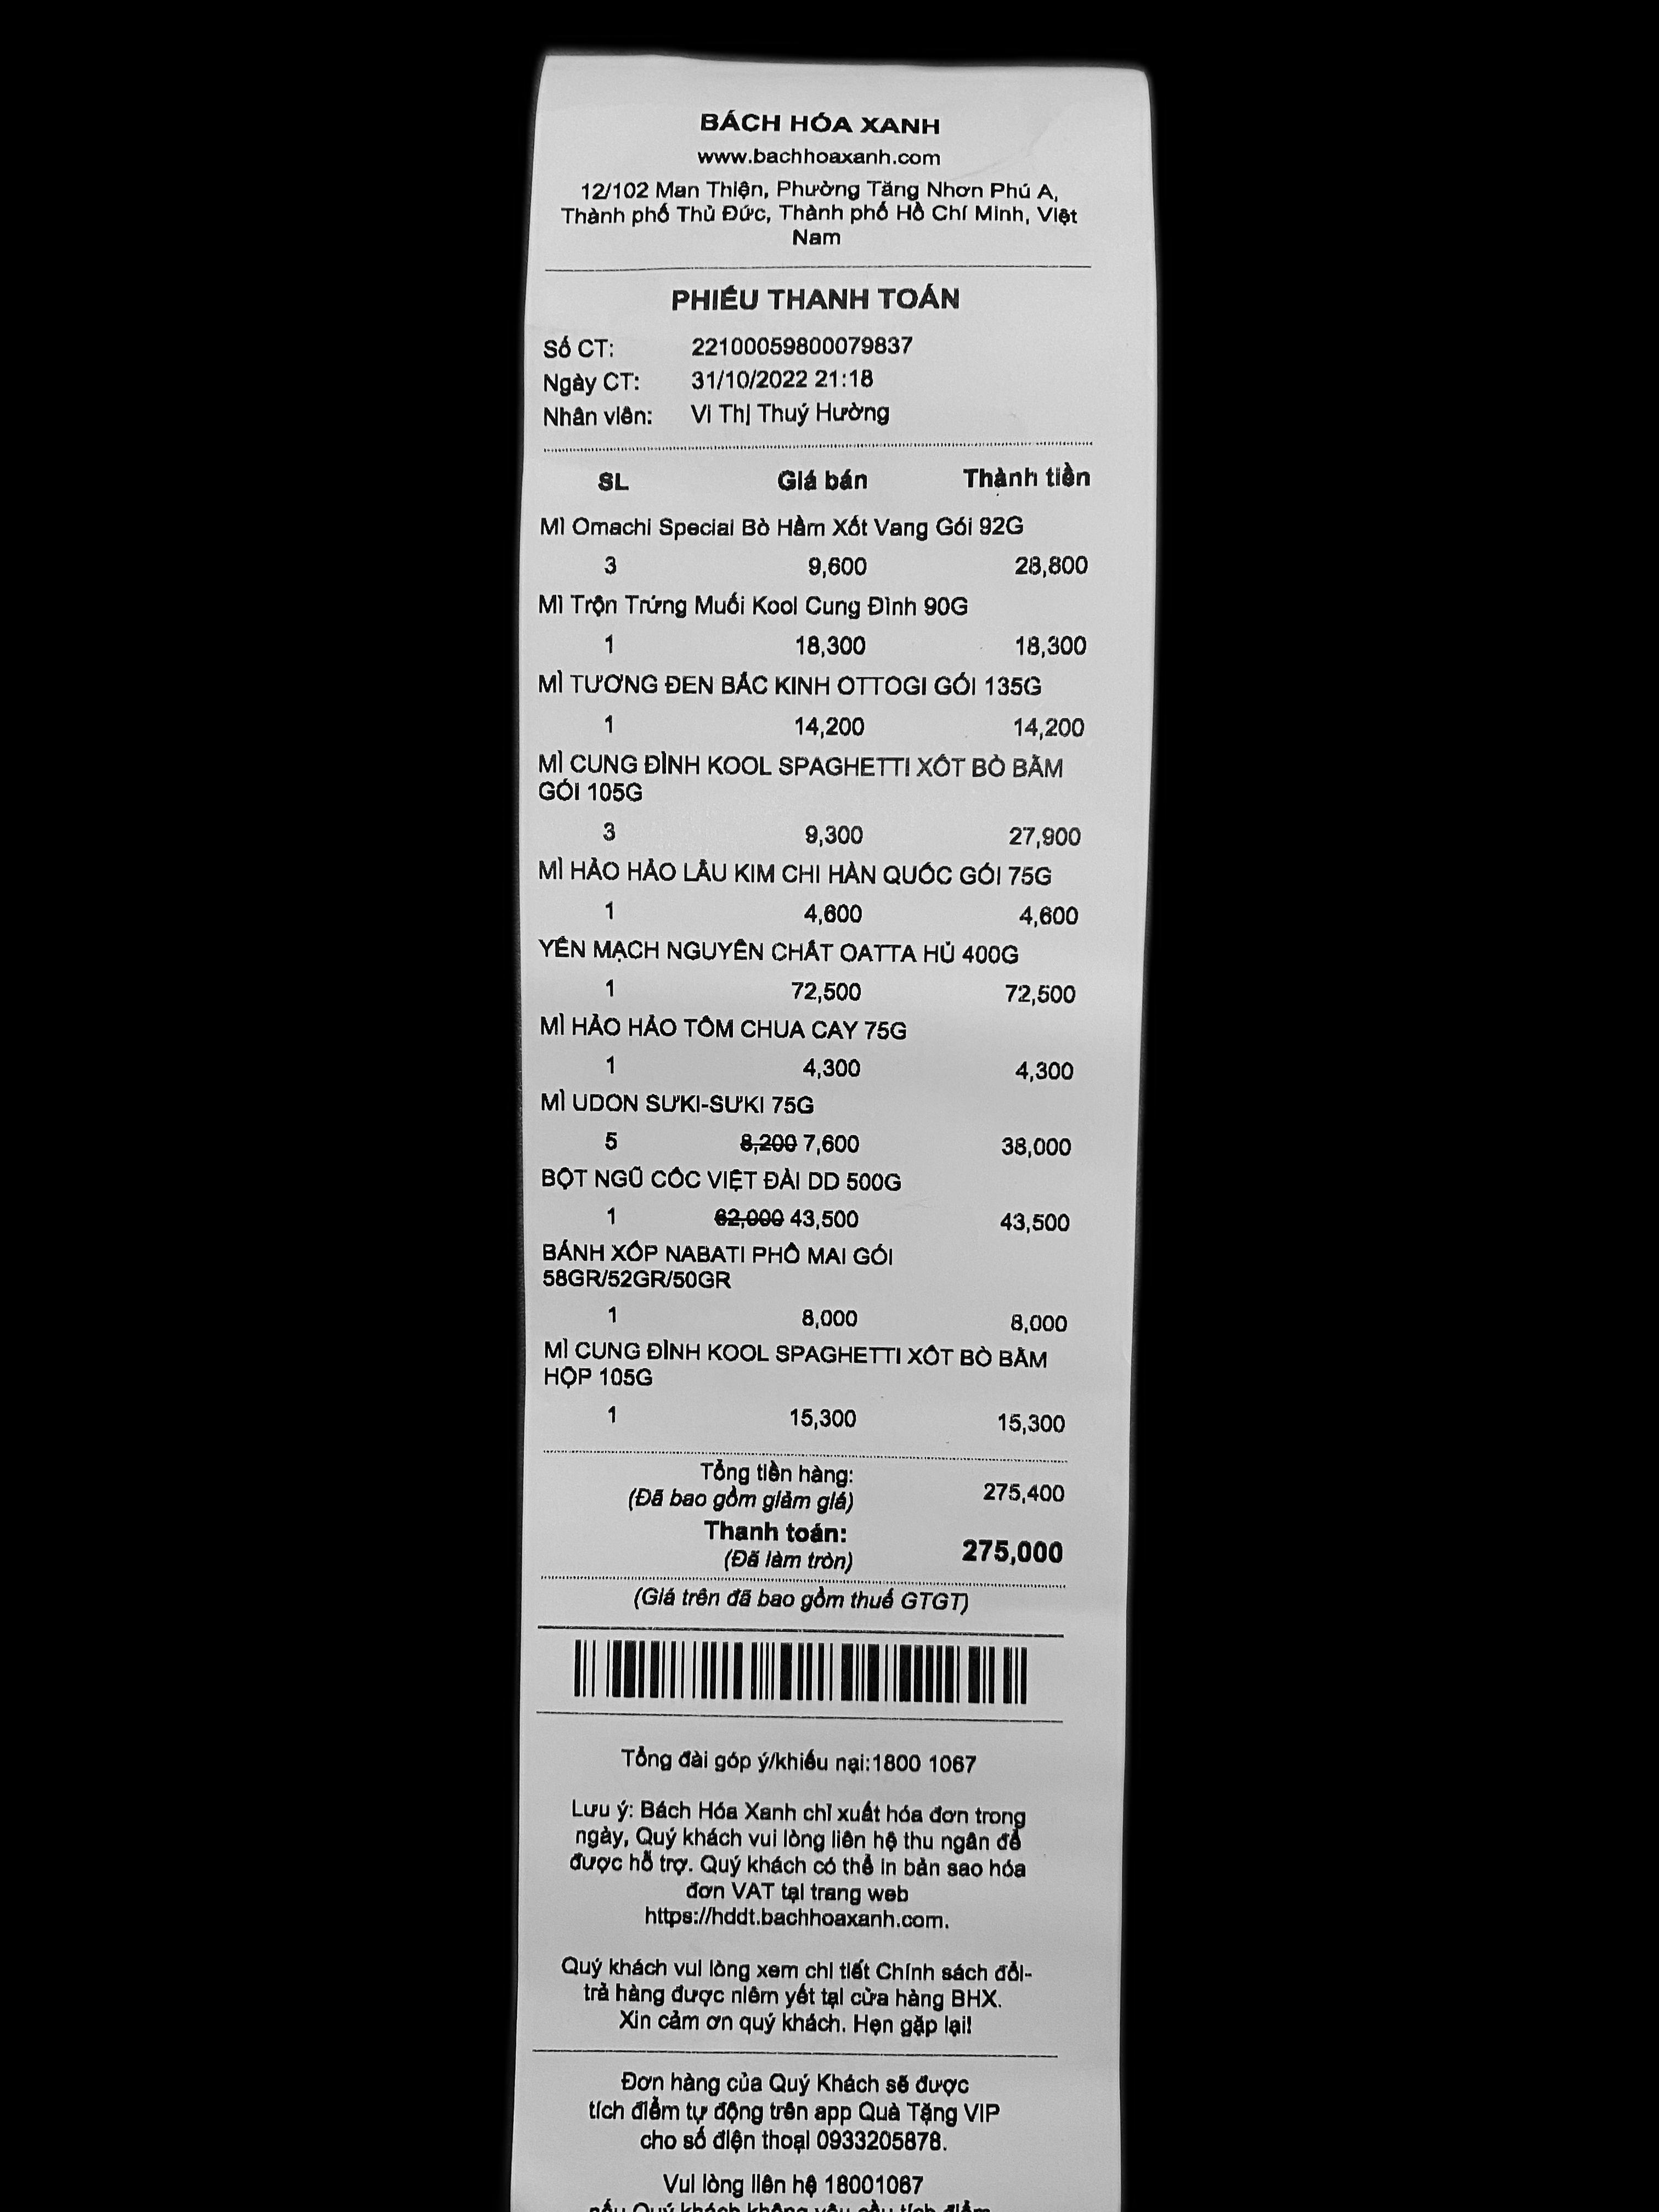 BÁCH HÓA XANH
www.bachhoaxanh.com
12/102 Man Thiện, Phường Tăng Nhơn Phú A,
Thành phố Thủ Đức, Thành phố Hồ Chí Minh, Việt
Nam
PHIẾU THANH TOÁN
Số CT: 22100059800079837
Ngày CT: 31/10/2022 21:18
Nhân viên: Vi Thị Thuý Hường
SL Giá bán Thành tiền
Mì Omachi Special Bò Hầm Xốt Vang Gói 92G
3 9,600 28,800
Mì Trộn Trứng Muối Kool Cung Đình 90G
1 18,300 18,300
MÌ TƯƠNG ĐEN BẮC KINH OTTOGI GÓI 135G
1 14,200 14,200
MÌ CUNG ĐÌNH KOOL SPAGHETTI XỐT BÒ BẰM
GÓI 105G
3 9,300 27,900
MÌ HẢO HẢO LẨU KIM CHI HÀN QUỐC GÓI 75G
1 4,600 4,600
YẾN MẠCH NGUYÊN CHẤT OATTA HỦ 400G
1 72,500 72,500
MÌ HẢO HẢO TÔM CHUA CAY 75G
1 4,300 4,300
MÌ UDON SƯKI-SƯKI 75G
5 8,200 7,600 38,000
BỘT NGŨ CỐC VIỆT ĐÀI DD 500G
1 62,000 43,500 43,500
BÁNH XỐP NABATI PHÔ MAI GÓI
58GR/52GR/50GR
1 8,000 8,000
MÌ CUNG ĐÌNH KOOL SPAGHETTI XỐT BÒ BẰM
HỘP 105G
1 15,300 15,300
Tổng tiền hàng:
(Đã bao gồm giảm giá) 275,400
Thanh toán:
(Đã làm tròn) 275,000
(Giá trên đã bao gồm thuế GTGT)
Tổng đài góp ý/khiếu nại:1800 1067
Lưu ý: Bách Hóa Xanh chỉ xuất hóa đơn trong
ngày, Quý khách vui lòng liên hệ thu ngân để
được hỗ trợ. Quý khách có thể in bản sao hóa
đơn VAT tại trang web
https://hddt.bachhoaxanh.com.
Quý khách vui lòng xem chi tiết Chính sách đổi-
trả hàng được niêm yết tại cửa hàng BHX.
Xin cảm ơn quý khách. Hẹn gặp lại!
Đơn hàng của Quý Khách sẽ được
tích điểm tự động trên app Quà Tặng VIP
cho số điện thoại 0933205878.
Vui lòng liên hệ 18001067
nếu Quý khách không yêu cầu tích điểm